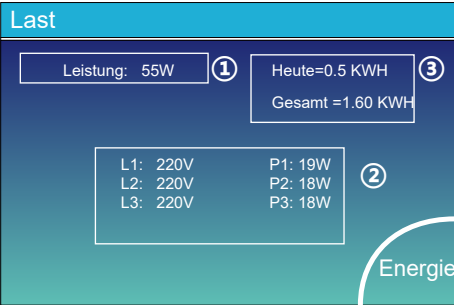 Last
Leistung: 55W ①
Heute=0.5 KWH ③
Gesamt =1.60 KWH
L1: 220V P1: 19W
L2: 220V P2: 18W ②
L3: 220V P3: 18W
Energie